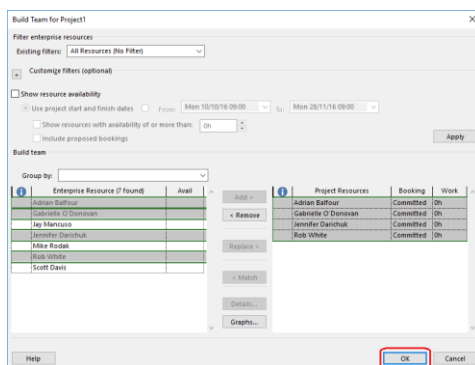 Build Team for Project1
Filter enterprise resources
Existing filters: All Resources (No Filter)
Customize filters (optional)
Show resource availability
Use project start and finish dates From: Mon 10/10/16 09:00 To: Mon 28/11/16 09:00
Show resources with availability of or more than: 0h
Include proposed bookings
Apply
Build team
Group by:
Enterprise Resource (7 found) Avail
Adrian Balfour
Gabrielle O'Donovan
Jay Mancuso
Jennifer Darichuk
Mike Rodak
Rob White
Scott Davis
Add >
< Remove
Replace >
< Match
Details...
Graphs...
Project Resources Booking Work
Adrian Balfour Committed 0h
Gabrielle O'Donovan Committed 0h
Jennifer Darichuk Committed 0h
Rob White Committed 0h
Help OK Cancel